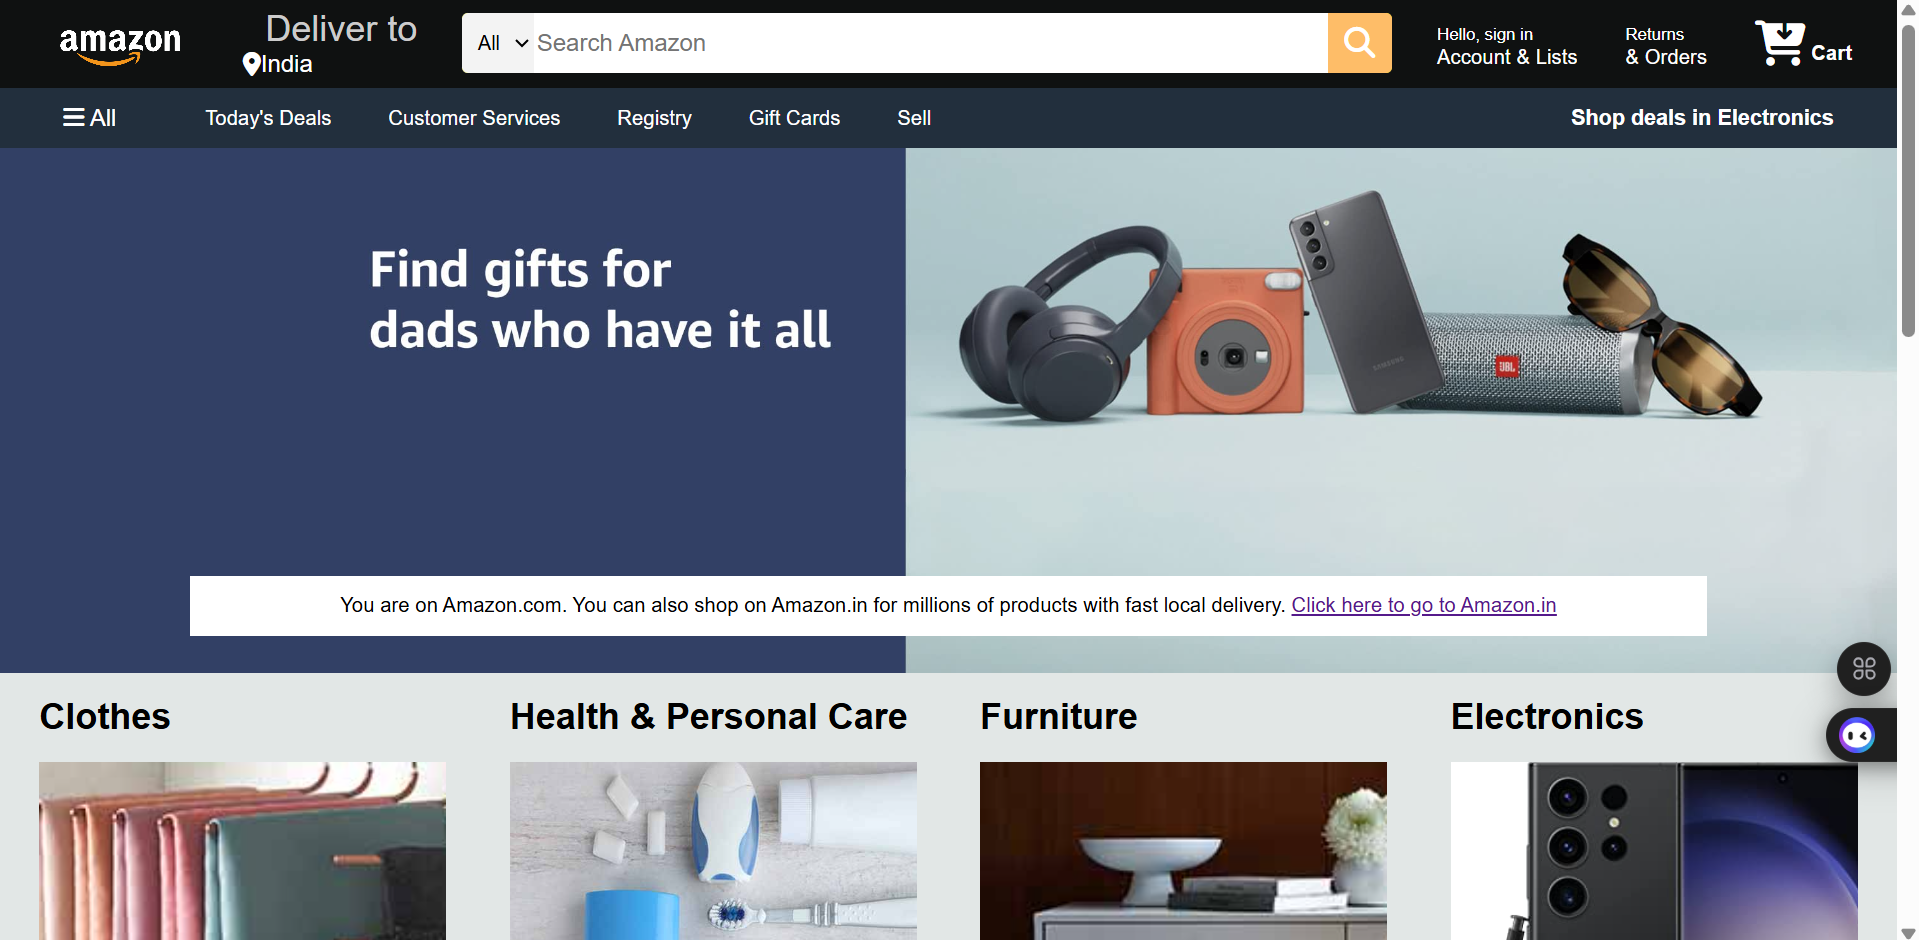 amazon
Deliver to
India
All
Search Amazon
Hello, sign in
Account & Lists
Returns
& Orders
Cart
All
Today's Deals
Customer Services
Registry
Gift Cards
Sell
Shop deals in Electronics
Find gifts for
dads who have it all
SAMSUNG
JBL
You are on Amazon.com. You can also shop on Amazon.in for millions of products with fast local delivery. Click here to go to Amazon.in
Clothes
Health & Personal Care
Furniture
Electronics